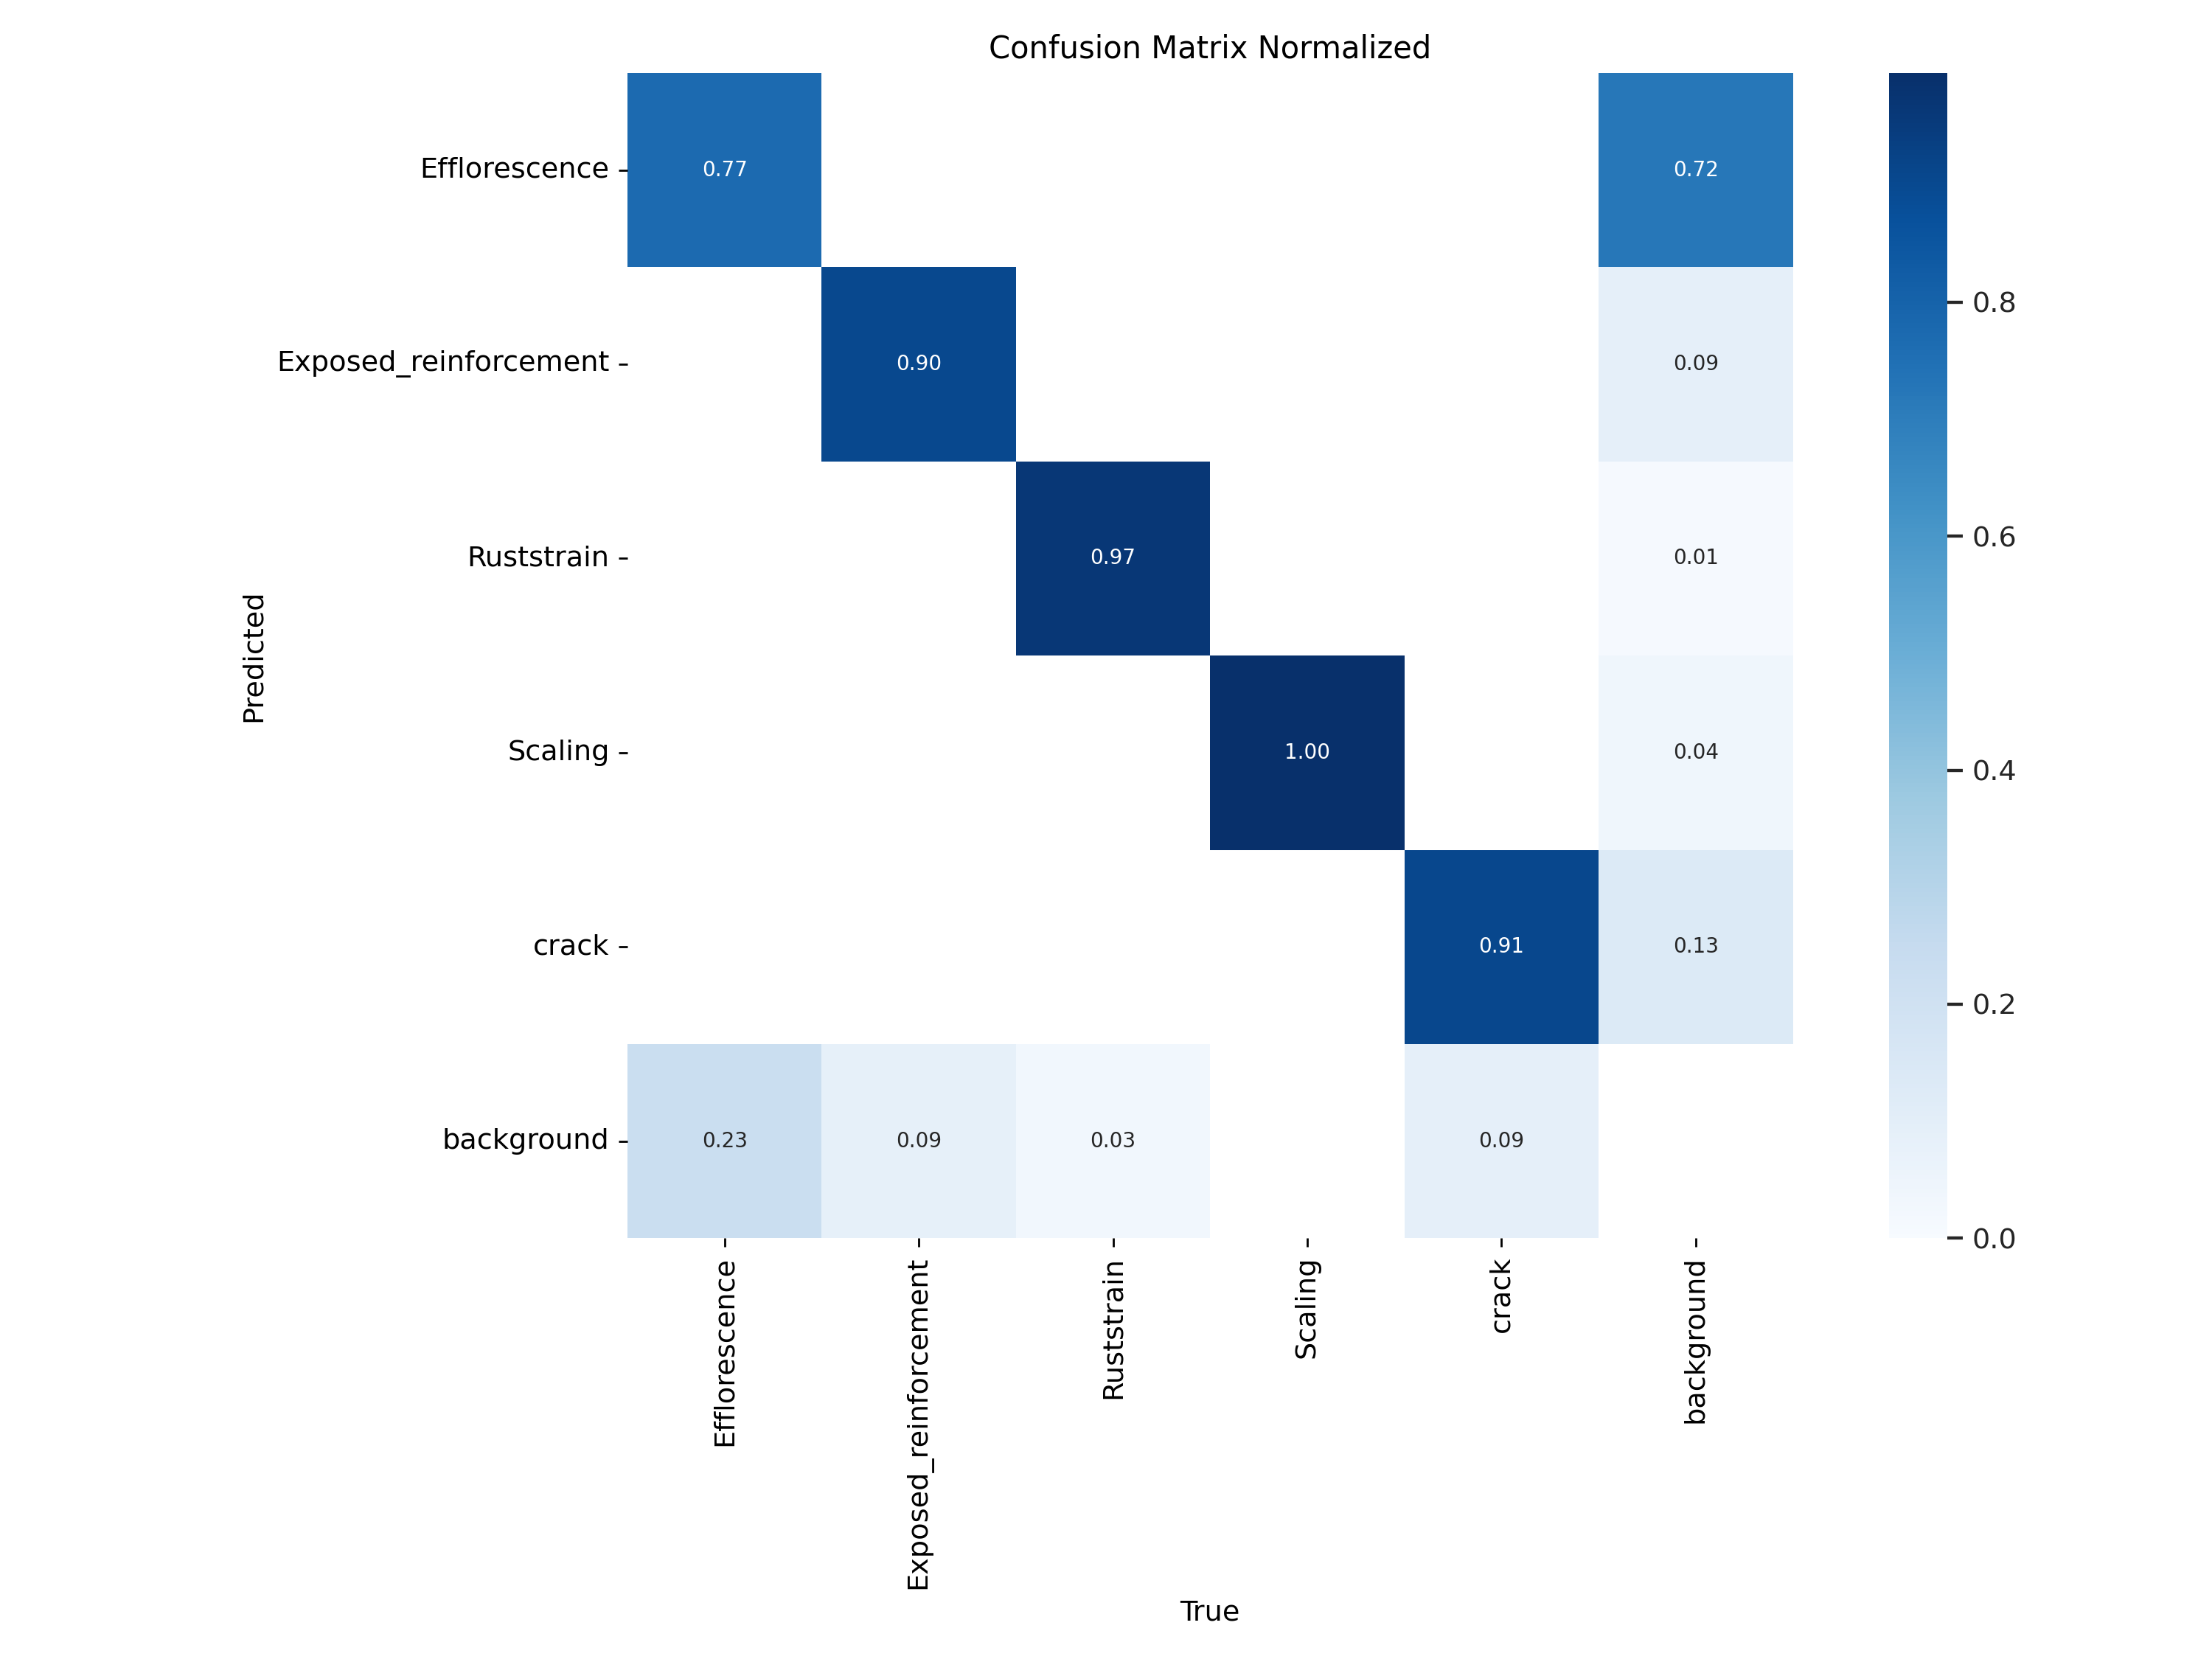 Confusion Matrix Normalized
Efflorescence
0.77
0.72
0.8
Exposed_reinforcement
0.90
0.09
Ruststrain
0.97
0.01
0.6
Predicted
Scaling
1.00
0.04
0.4
crack
0.91
0.13
0.2
background
0.23
0.09
0.03
0.09
0.0
Efflorescence
Exposed_reinforcement
Ruststrain
Scaling
crack
background
True